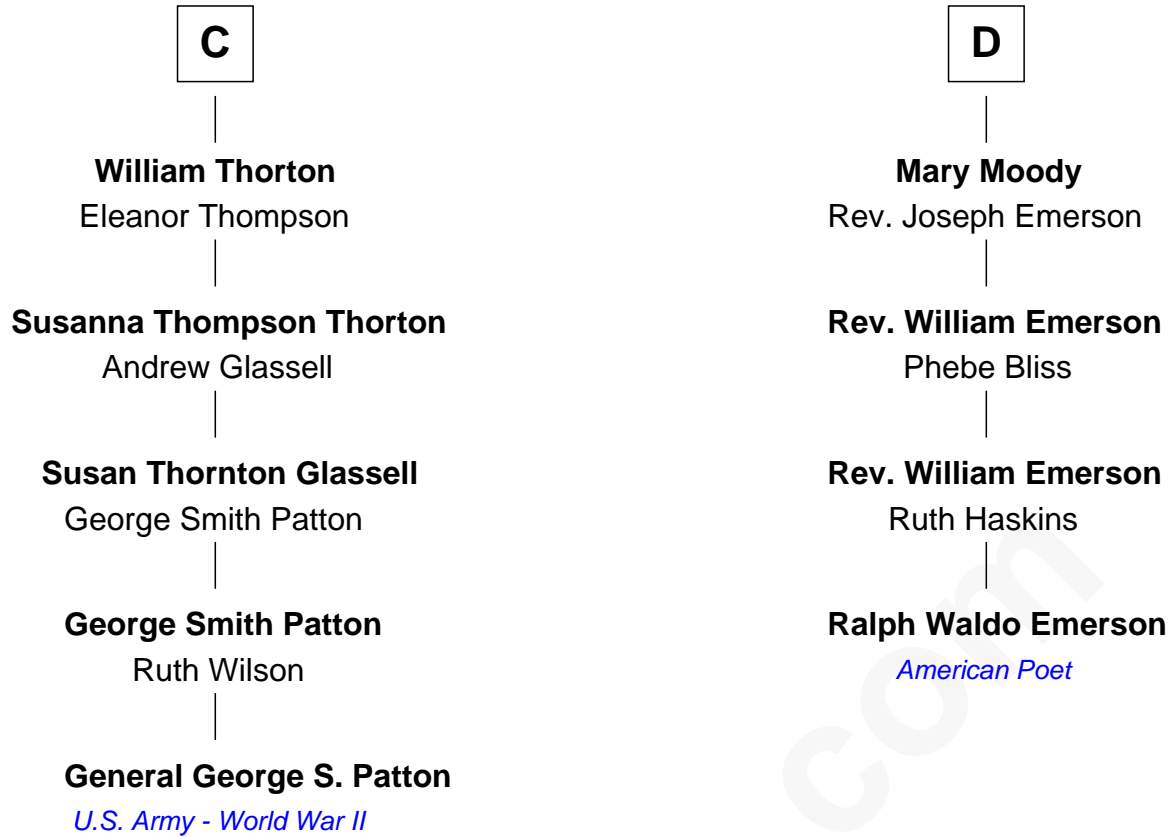 C
William Thorton
Eleanor Thompson
Susanna Thompson Thorton
Andrew Glassell
Susan Thornton Glassell
George Smith Patton
George Smith Patton
Ruth Wilson
General George S. Patton
U.S. Army - World War II
D
Mary Moody
Rev. Joseph Emerson
Rev. William Emerson
Phebe Bliss
Rev. William Emerson
Ruth Haskins
Ralph Waldo Emerson
American Poet
com